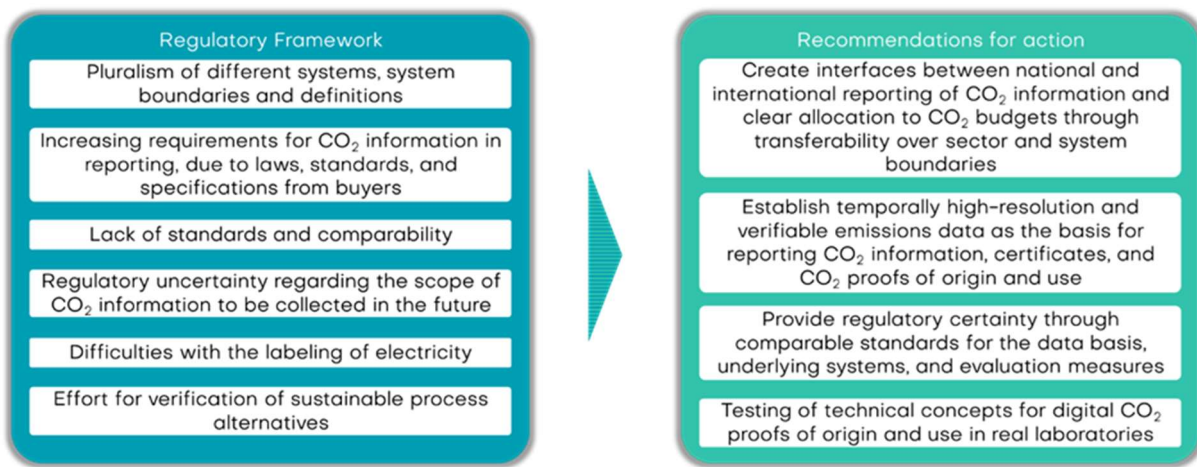 Regulatory Framework
Pluralism of different systems, system
boundaries and definitions
Increasing requirements for CO₂ information in
reporting, due to laws, standards, and
specifications from buyers
Lack of standards and comparability
Regulatory uncertainty regarding the scope of
CO₂ information to be collected in the future
Difficulties with the labeling of electricity
Effort for verification of sustainable process
alternatives
Recommendations for action
Create interfaces between national and
international reporting of CO₂ information and
clear allocation to CO₂ budgets through
transferability over sector and system
boundaries
Establish temporally high-resolution and
verifiable emissions data as the basis for
reporting CO₂ information, certificates, and
CO₂ proofs of origin and use
Provide regulatory certainty through
comparable standards for the data basis,
underlying systems, and evaluation measures
Testing of technical concepts for digital CO₂
proofs of origin and use in real laboratories